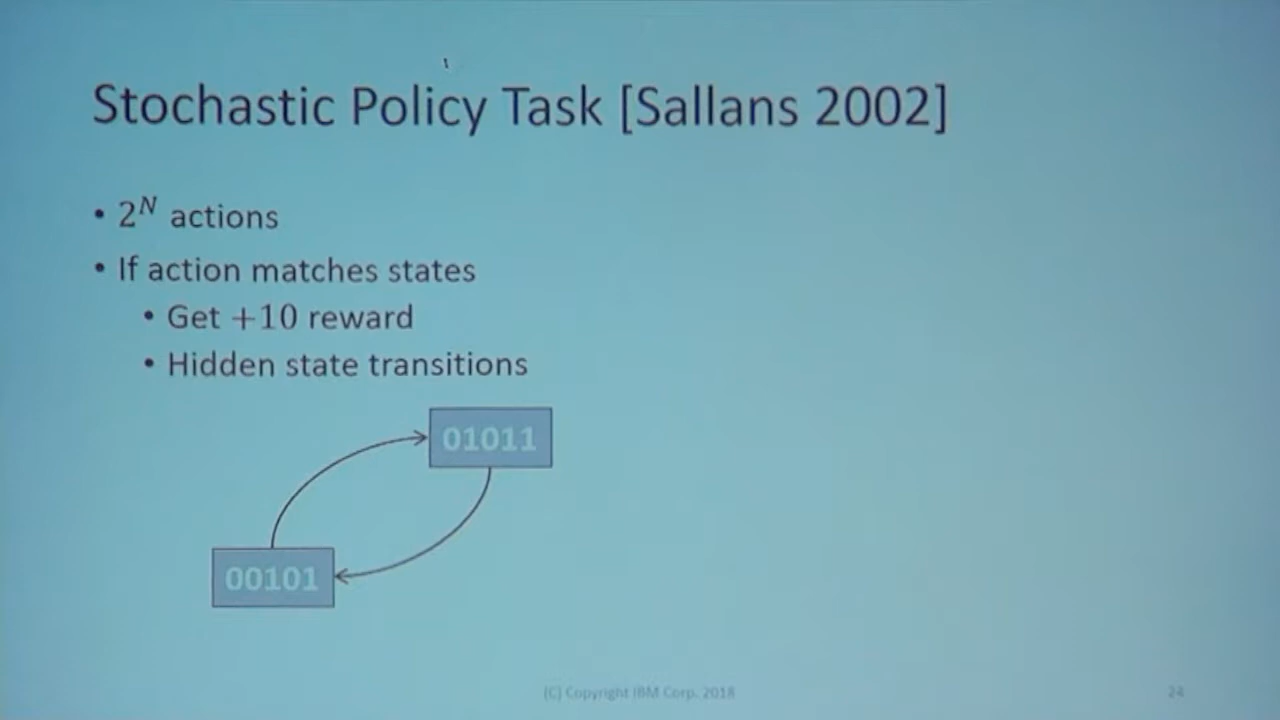 Stochastic Policy Task [Sallans 2002]
• 2^N actions
• If action matches states
• Get +10 reward
• Hidden state transitions
01011
00101
(C) Copyright IBM Corp. 2018
24